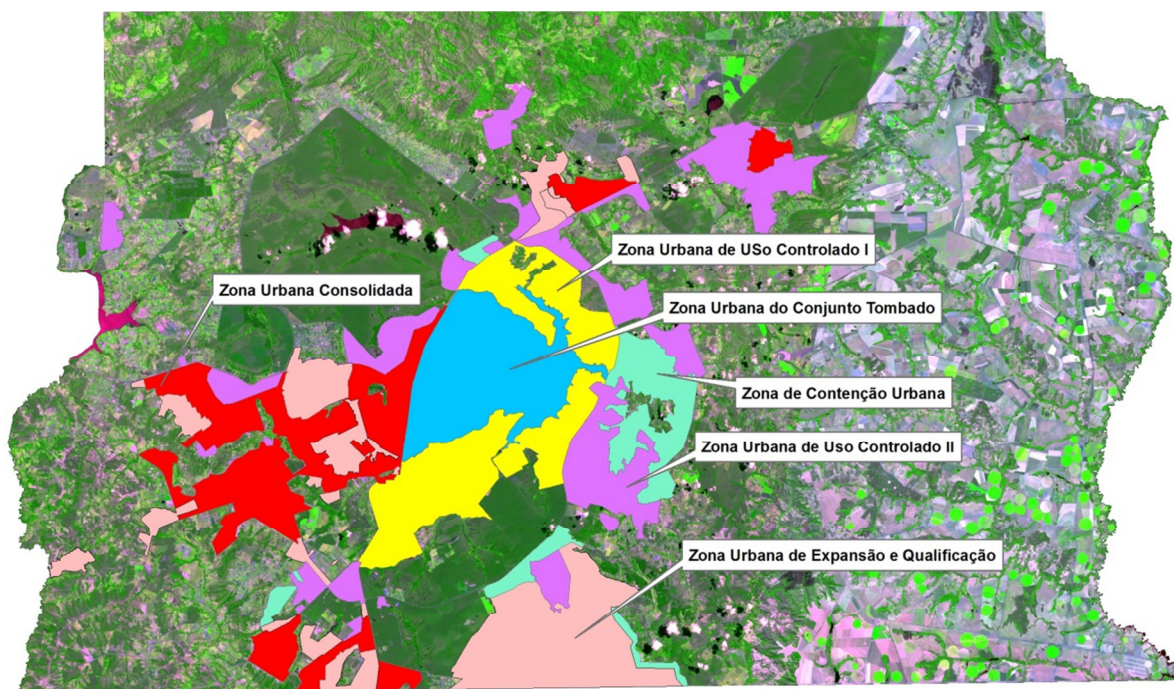 Zona Urbana de USo Controlado I
Zona Urbana Consolidada
Zona Urbana do Conjunto Tombado
Zona de Contenção Urbana
Zona Urbana de Uso Controlado II
Zona Urbana de Expansão e Qualificação